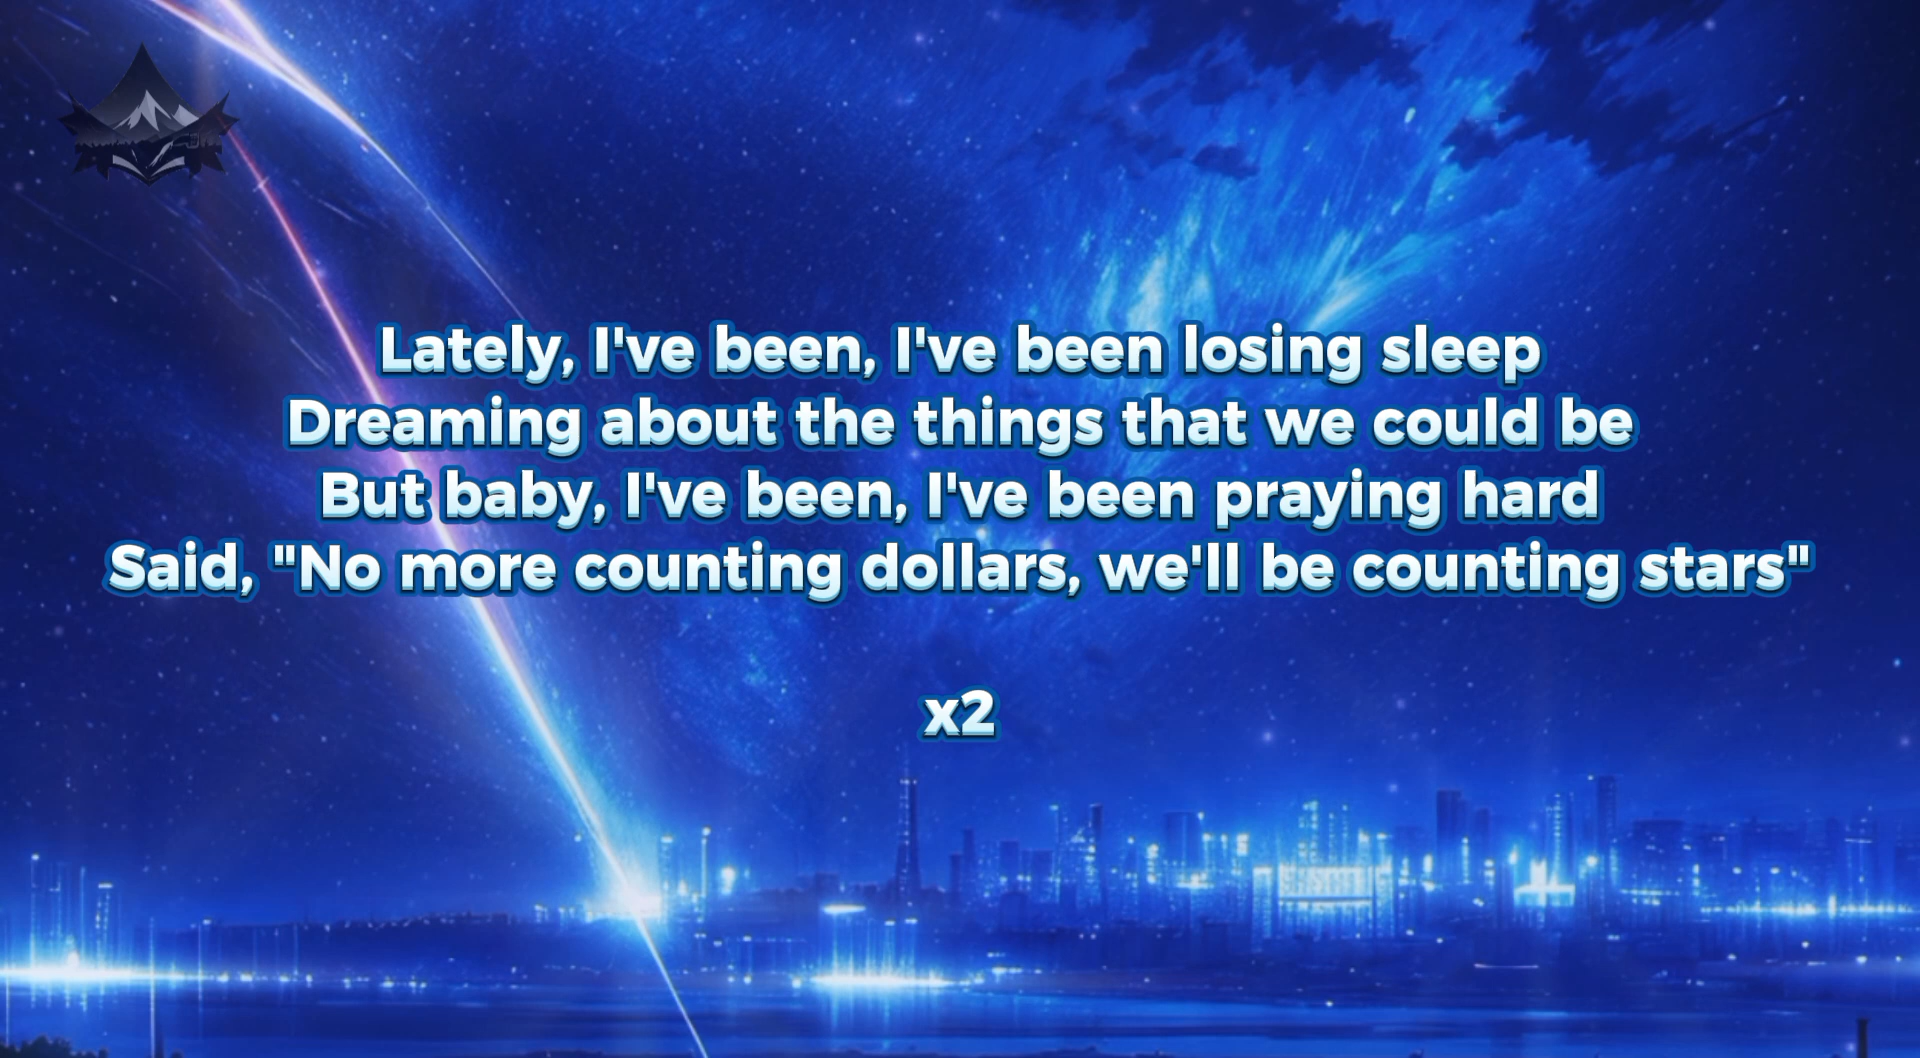 Lately, I've been, I've been losing sleep
Dreaming about the things that we could be
But baby, I've been, I've been praying hard
Said, "No more counting dollars, we'll be counting stars"
x2